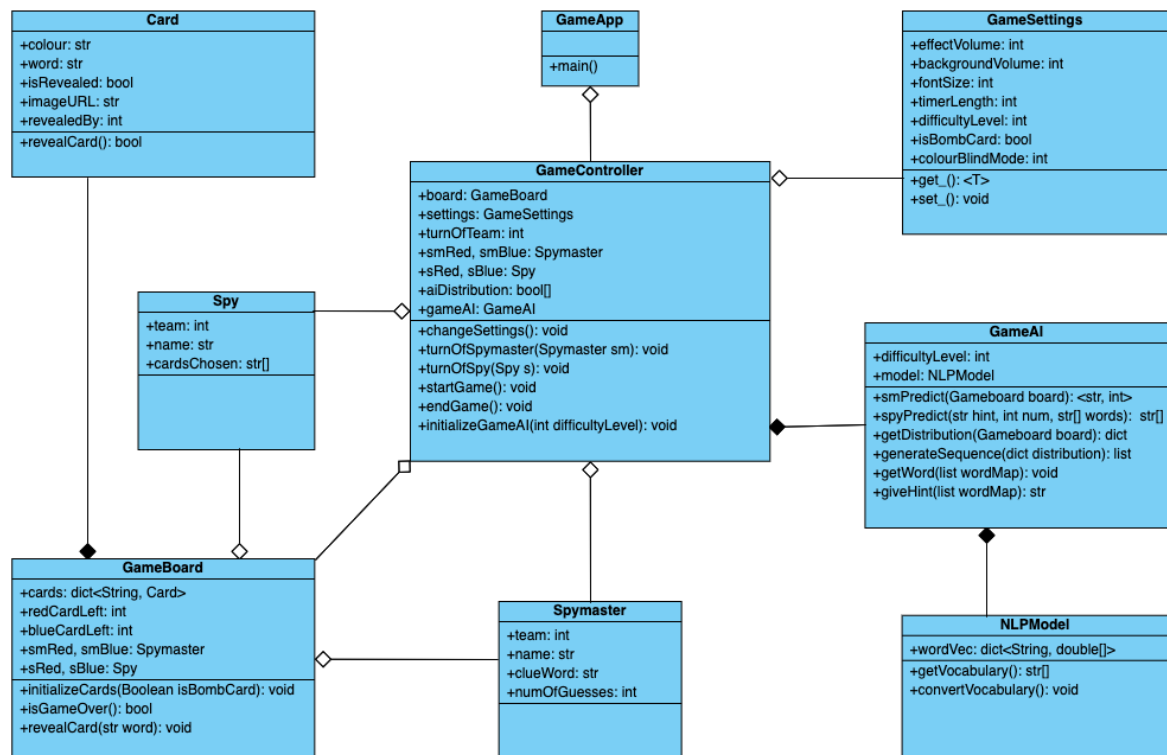 Card
+colour: str
+word: str
+isRevealed: bool
+imageURL: str
+revealedBy: int
+revealCard(): bool
GameApp
+main()
GameSettings
+effectVolume: int
+backgroundVolume: int
+fontSize: int
+timerLength: int
+difficultyLevel: int
+isBombCard: bool
+colourBlindMode: int
+get_(): <T>
+set_(): void
GameController
+board: GameBoard
+settings: GameSettings
+turnOfTeam: int
+smRed, smBlue: Spymaster
+sRed, sBlue: Spy
+aiDistribution: bool[]
+gameAI: GameAI
+changeSettings(): void
+turnOfSpymaster(Spymaster sm): void
+turnOfSpy(Spy s): void
+startGame(): void
+endGame(): void
+initializeGameAI(int difficultyLevel): void
Spy
+team: int
+name: str
+cardsChosen: str[]
GameAI
+difficultyLevel: int
+model: NLPModel
+smPredict(Gameboard board): <str, int>
+spyPredict(str hint, int num, str[] words): str[]
+getDistribution(Gameboard board): dict
+generateSequence(dict distribution): list
+getWord(list wordMap): void
+giveHint(list wordMap): str
GameBoard
+cards: dict<String, Card>
+redCardLeft: int
+blueCardLeft: int
+smRed, smBlue: Spymaster
+sRed, sBlue: Spy
+initializeCards(Boolean isBombCard): void
+isGameOver(): bool
+revealCard(str word): void
Spymaster
+team: int
+name: str
+clueWord: str
+numOfGuesses: int
NLPModel
+wordVec: dict<String, double[]>
+getVocabulary(): str[]
+convertVocabulary(): void